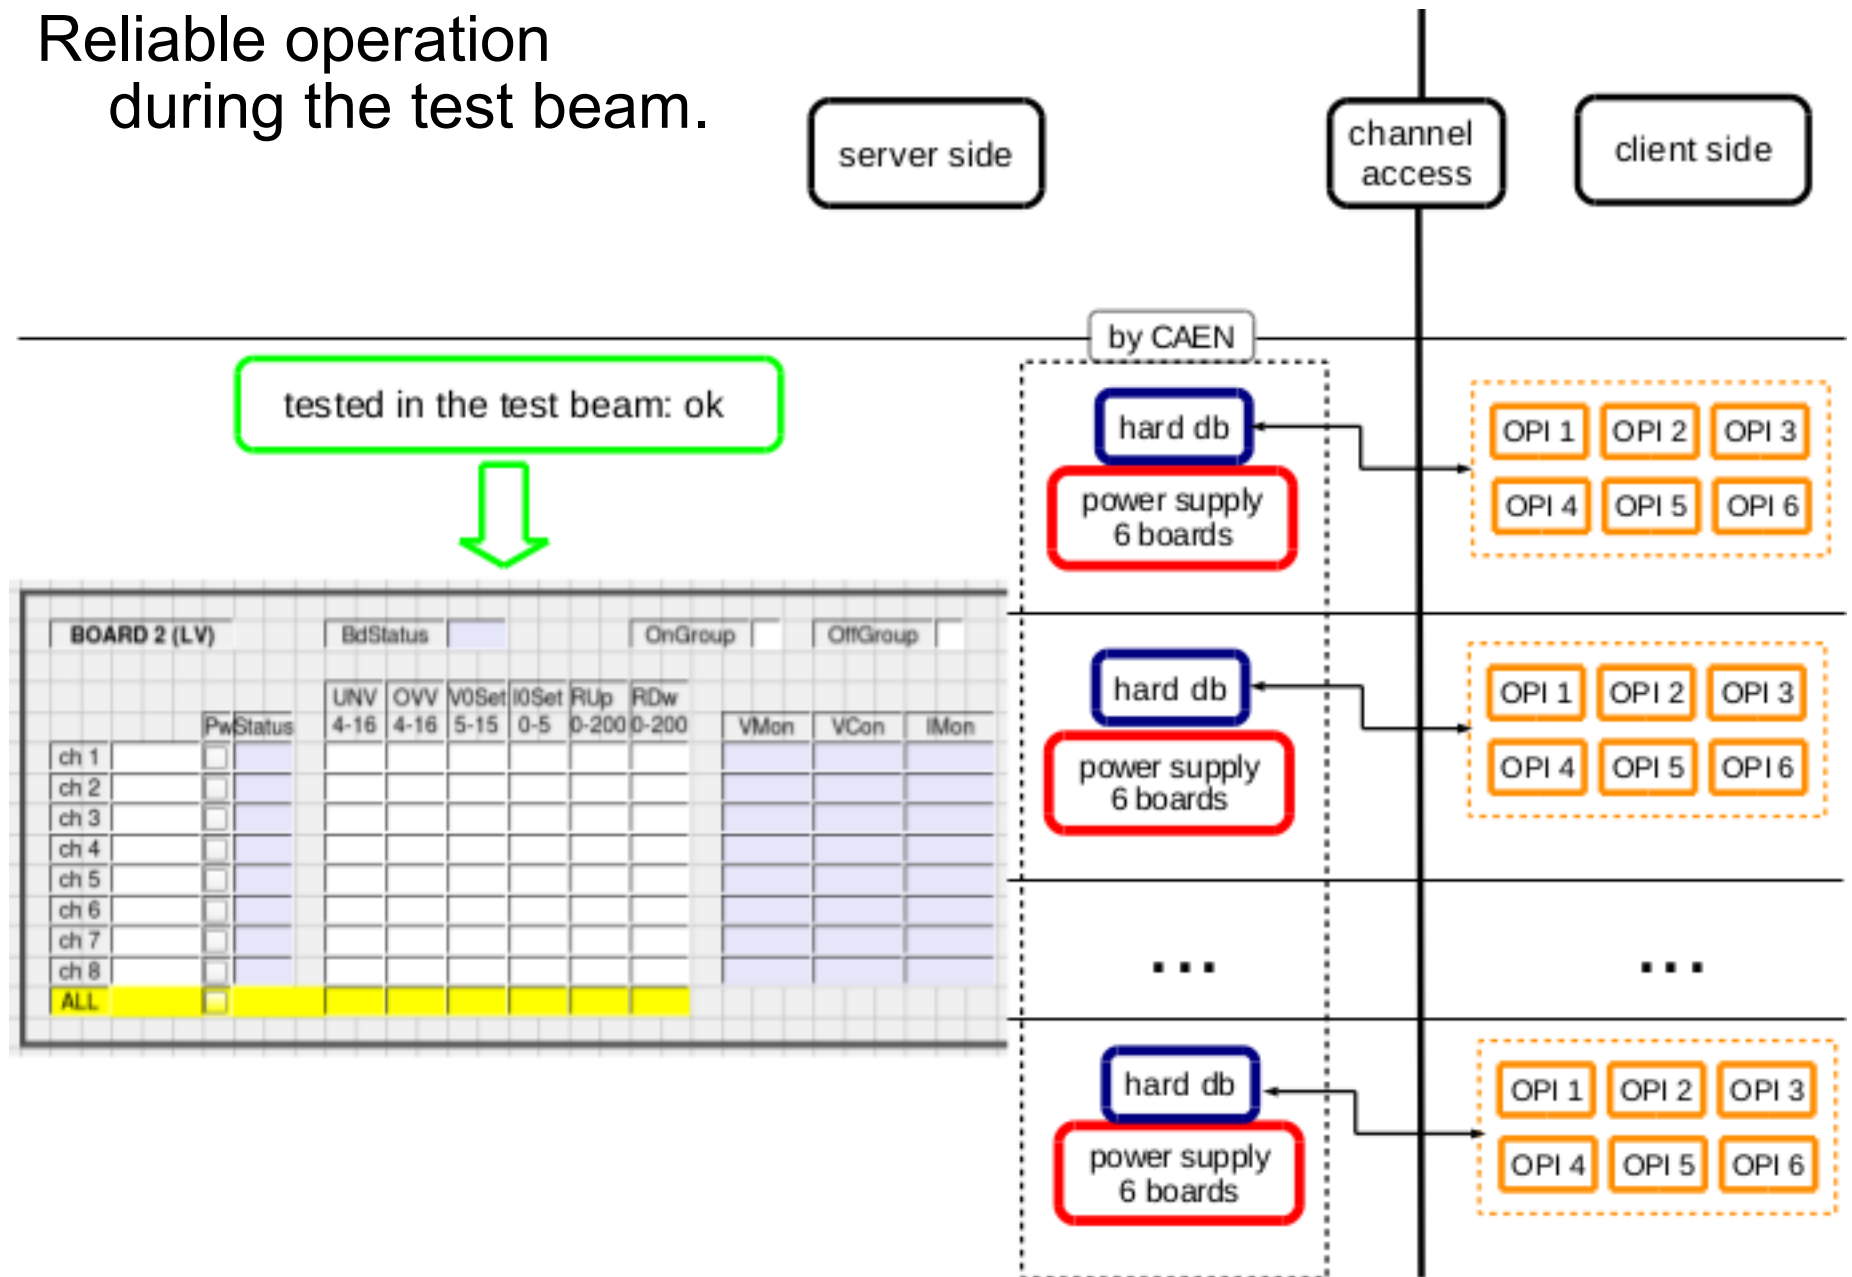 Reliable operation
during the test beam.
server side
channel
access
client side
by CAEN
tested in the test beam: ok
hard db
power supply
6 boards
OPI 1 OPI 2 OPI 3
OPI 4 OPI 5 OPI 6
BOARD 2 (LV) BdStatus OnGroup OffGroup
UNV OVV V0Set I0Set RUp RDw
Pw Status 4-16 4-16 5-15 0-5 0-200 0-200 VMon VCon IMon
ch 1
ch 2
ch 3
ch 4
ch 5
ch 6
ch 7
ch 8
ALL
hard db
power supply
6 boards
OPI 1 OPI 2 OPI 3
OPI 4 OPI 5 OPI 6
... ...
hard db
power supply
6 boards
OPI 1 OPI 2 OPI 3
OPI 4 OPI 5 OPI 6